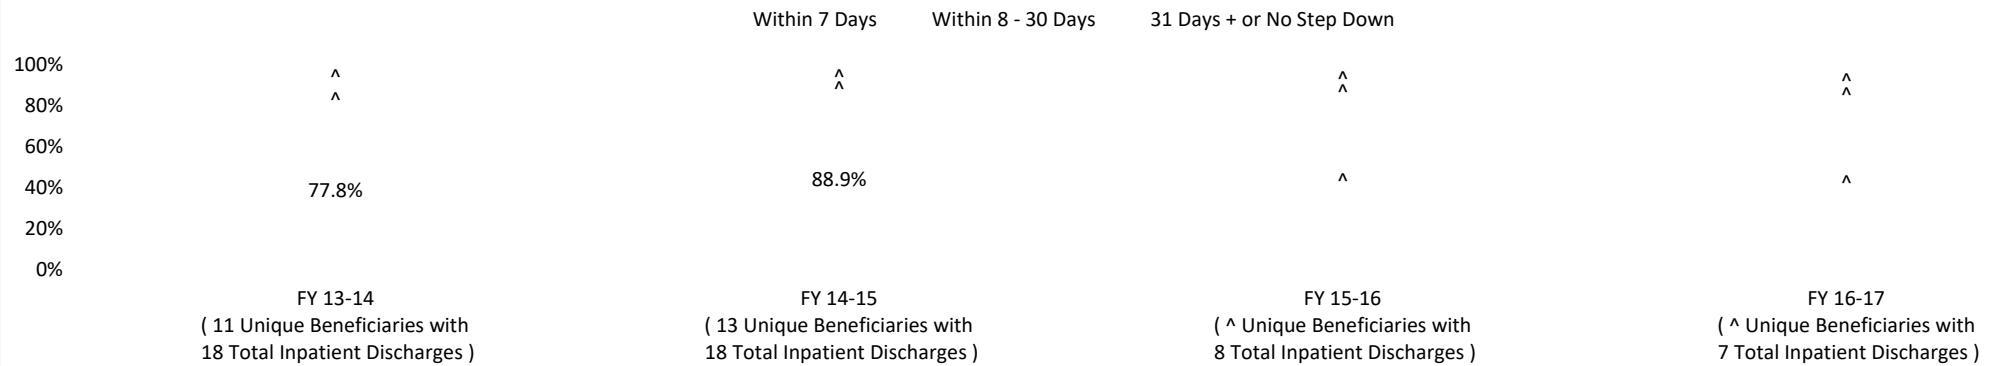 Within 7 Days Within 8 - 30 Days 31 Days + or No Step Down
100%
80%
60%
40%
20%
0%
^ ^ ^ ^
^ ^ ^ ^
77.8% 88.9% ^ ^
FY 13-14 FY 14-15 FY 15-16 FY 16-17
( 11 Unique Beneficiaries with ( 13 Unique Beneficiaries with ( ^ Unique Beneficiaries with ( ^ Unique Beneficiaries with
18 Total Inpatient Discharges ) 18 Total Inpatient Discharges ) 8 Total Inpatient Discharges ) 7 Total Inpatient Discharges )